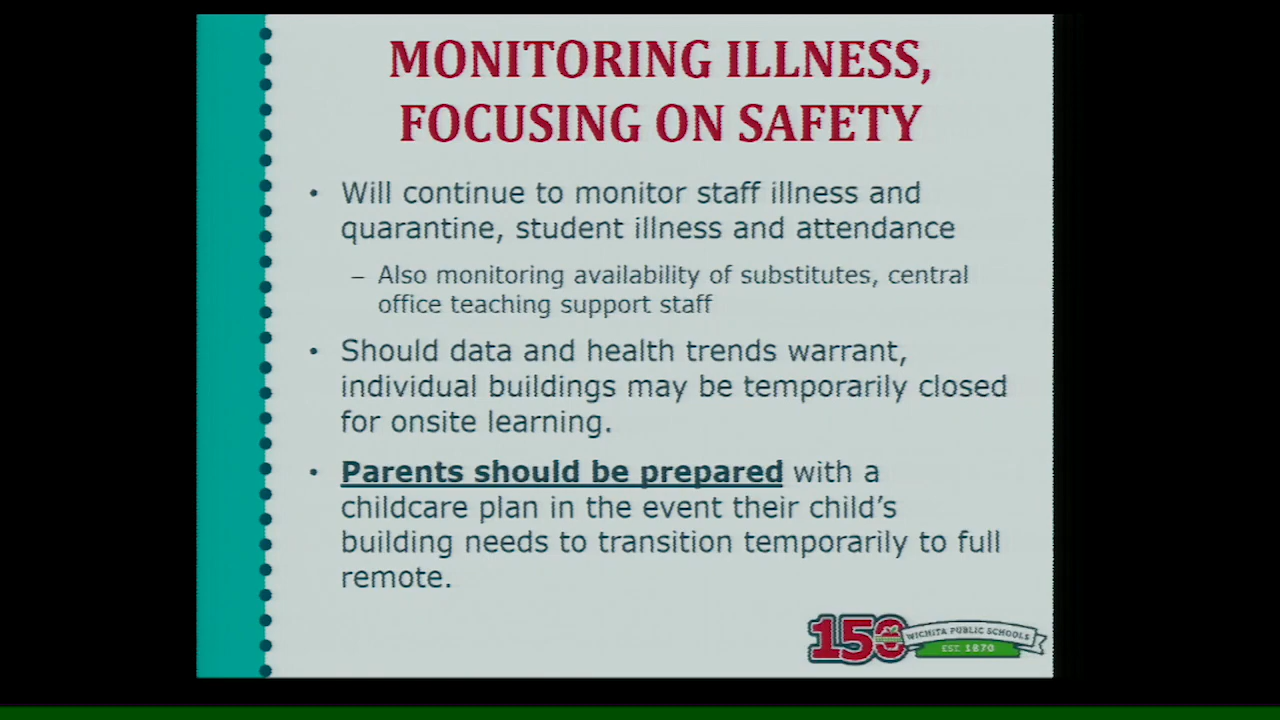 MONITORING ILLNESS,
FOCUSING ON SAFETY
• Will continue to monitor staff illness and
quarantine, student illness and attendance
– Also monitoring availability of substitutes, central
office teaching support staff
• Should data and health trends warrant,
individual buildings may be temporarily closed
for onsite learning.
• Parents should be prepared with a
childcare plan in the event their child's
building needs to transition temporarily to full
remote.
150 WICHITA PUBLIC SCHOOLS
EST. 1870